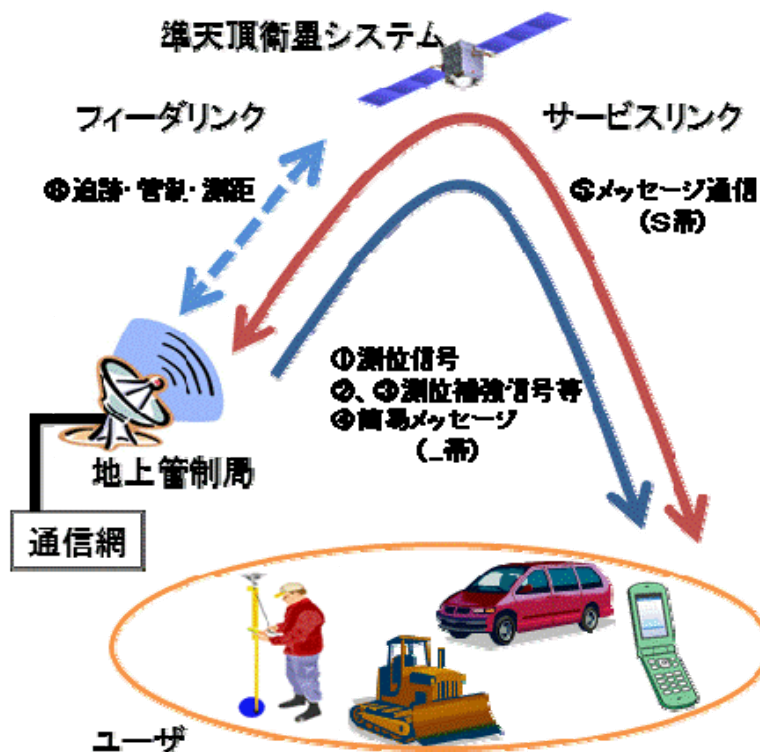 準天頂衛星システム
フィーダリンク
サービスリンク
⑥追跡・管制・測距
⑤メッセージ通信
(S帯)
①測位信号
②、③測位補強信号等
④簡易メッセージ
(_帯)
地上管制局
通信網
ユーザ